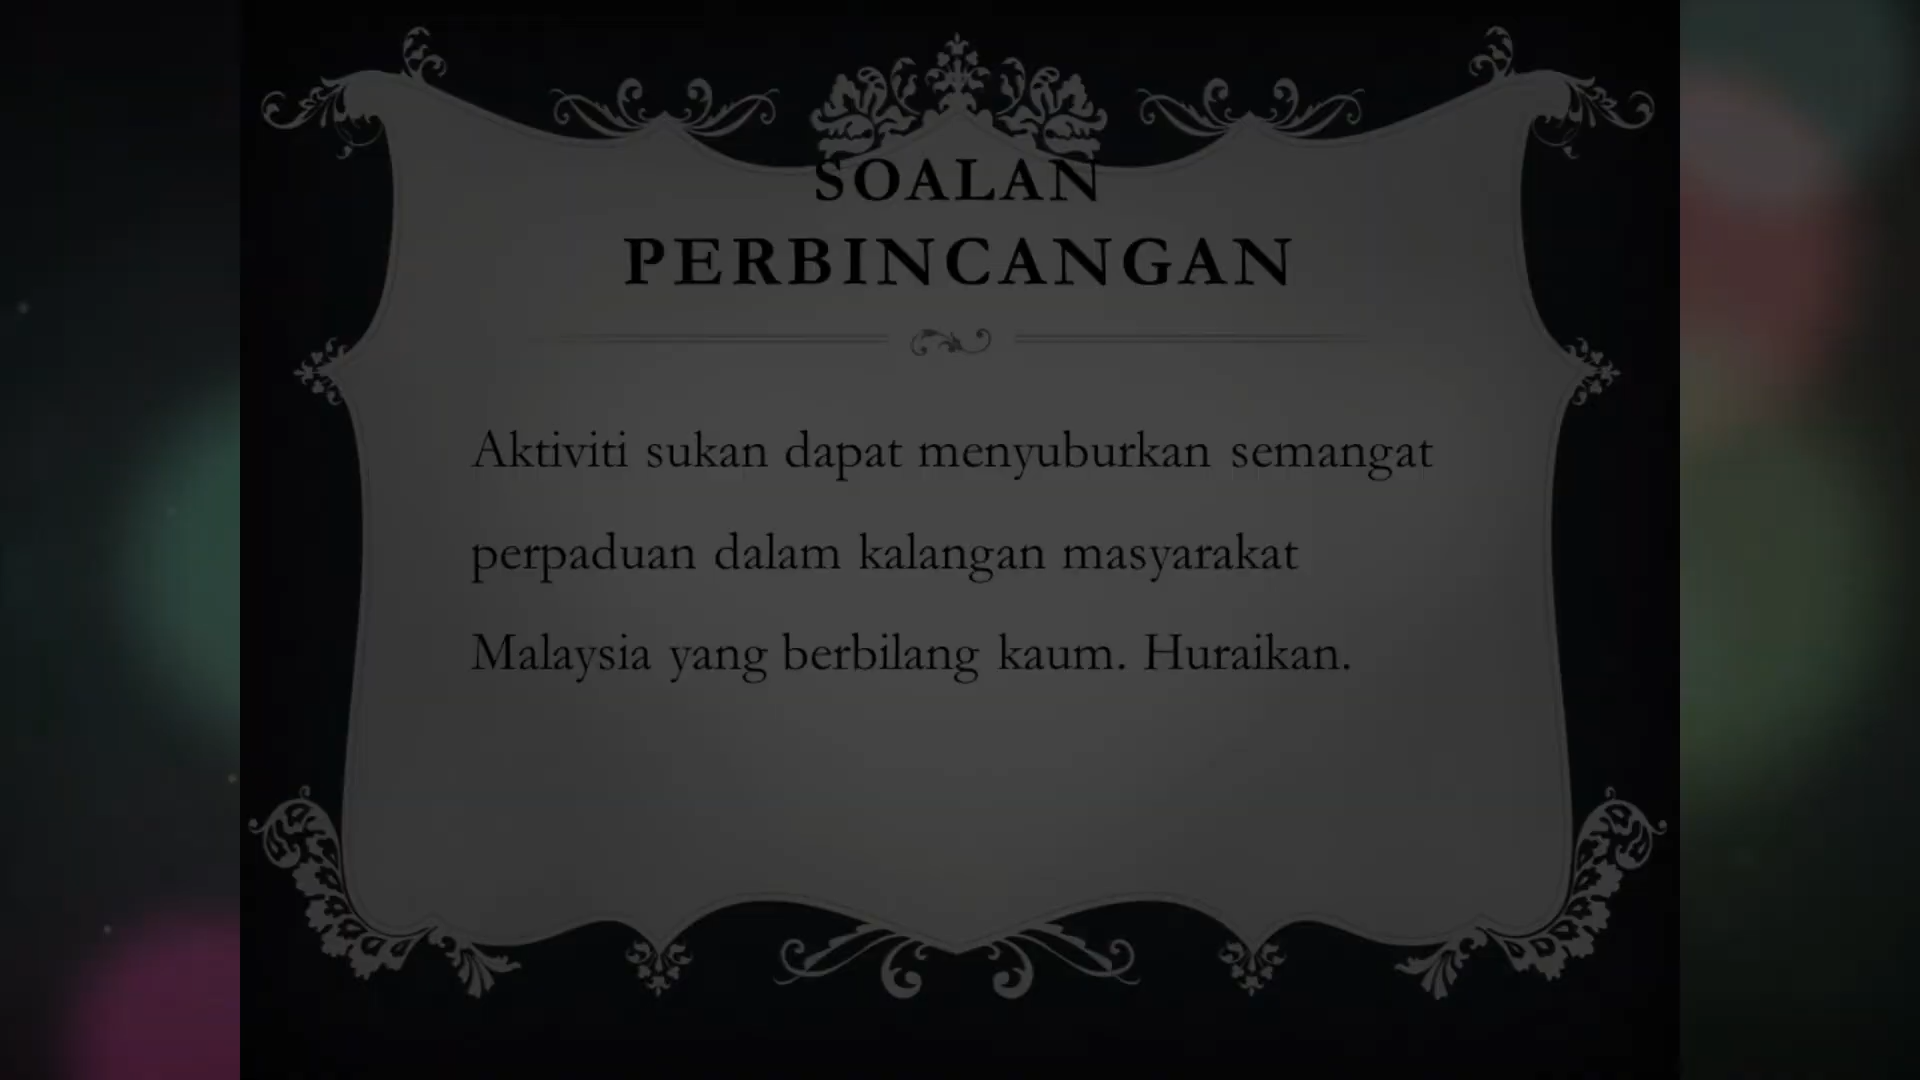 SOALAN
PERBINCANGAN
Aktiviti sukan dapat menyuburkan semangat
perpaduan dalam kalangan masyarakat
Malaysia yang berbilang kaum. Huraikan.